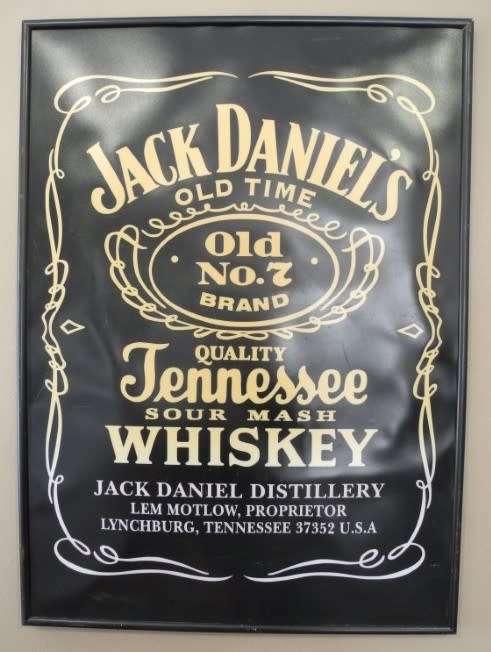 JACK DANIEL'S
OLD TIME
Old
No.7
BRAND
QUALITY
Tennessee
SOUR MASH
WHISKEY
JACK DANIEL DISTILLERY
LEM MOTLOW, PROPRIETOR
LYNCHBURG, TENNESSEE 37352 U.S.A